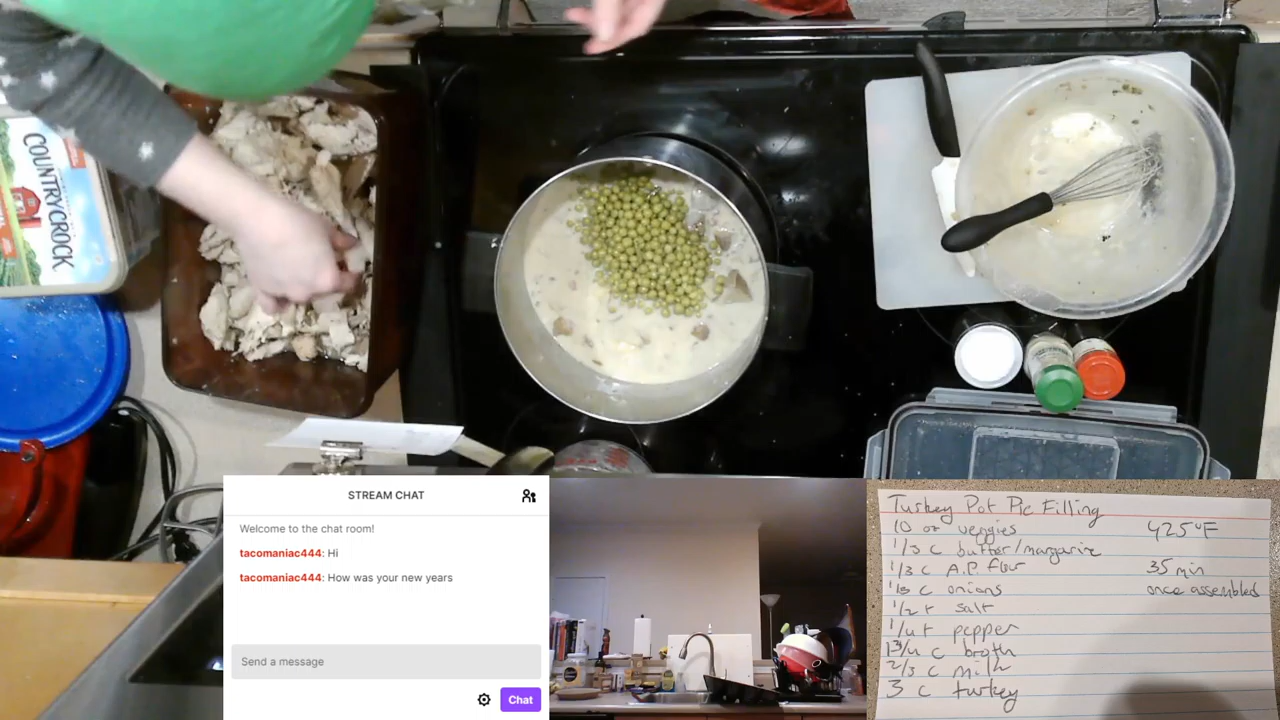 COUNTRY CROCK
STREAM CHAT
Welcome to the chat room!
tacomaniac444: Hi
tacomaniac444: How was your new years
Send a message
Chat
Turkey Pot Pie Filling
10 oz veggies 425°F
1/3 c butter/margarine
1/3 c A.P. flour 35 min
1/3 c onions once assembled
1/2 t salt
1/4 t pepper
1 3/4 c broth
2/3 c milk
3 c turkey